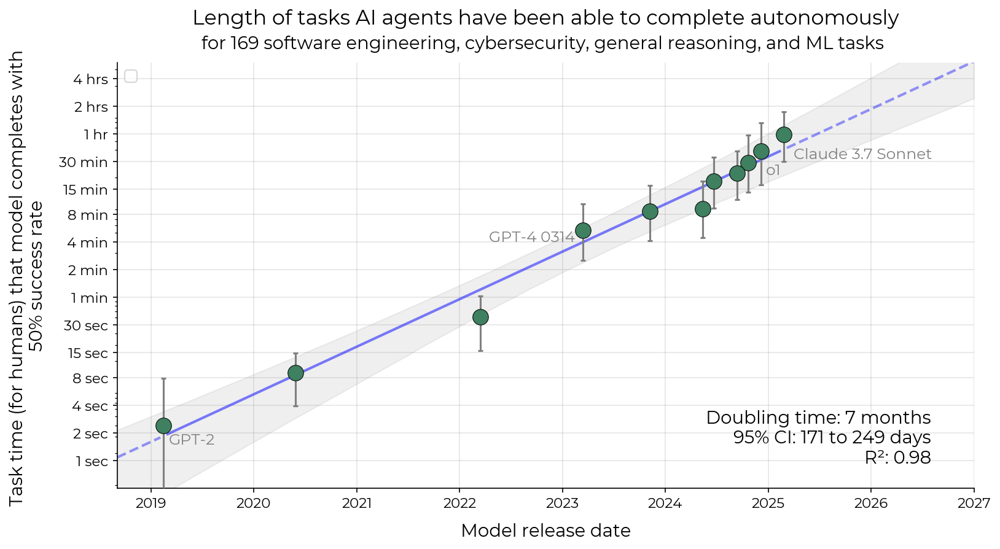 Length of tasks AI agents have been able to complete autonomously
for 169 software engineering, cybersecurity, general reasoning, and ML tasks
Task time (for humans) that model completes with
50% success rate
4 hrs
2 hrs
1 hr
30 min
15 min
8 min
4 min
2 min
1 min
30 sec
15 sec
8 sec
4 sec
2 sec
1 sec
Claude 3.7 Sonnet
o1
GPT-4 0314
GPT-2
Doubling time: 7 months
95% CI: 171 to 249 days
R²: 0.98
2019
2020
2021
2022
2023
2024
2025
2026
2027
Model release date